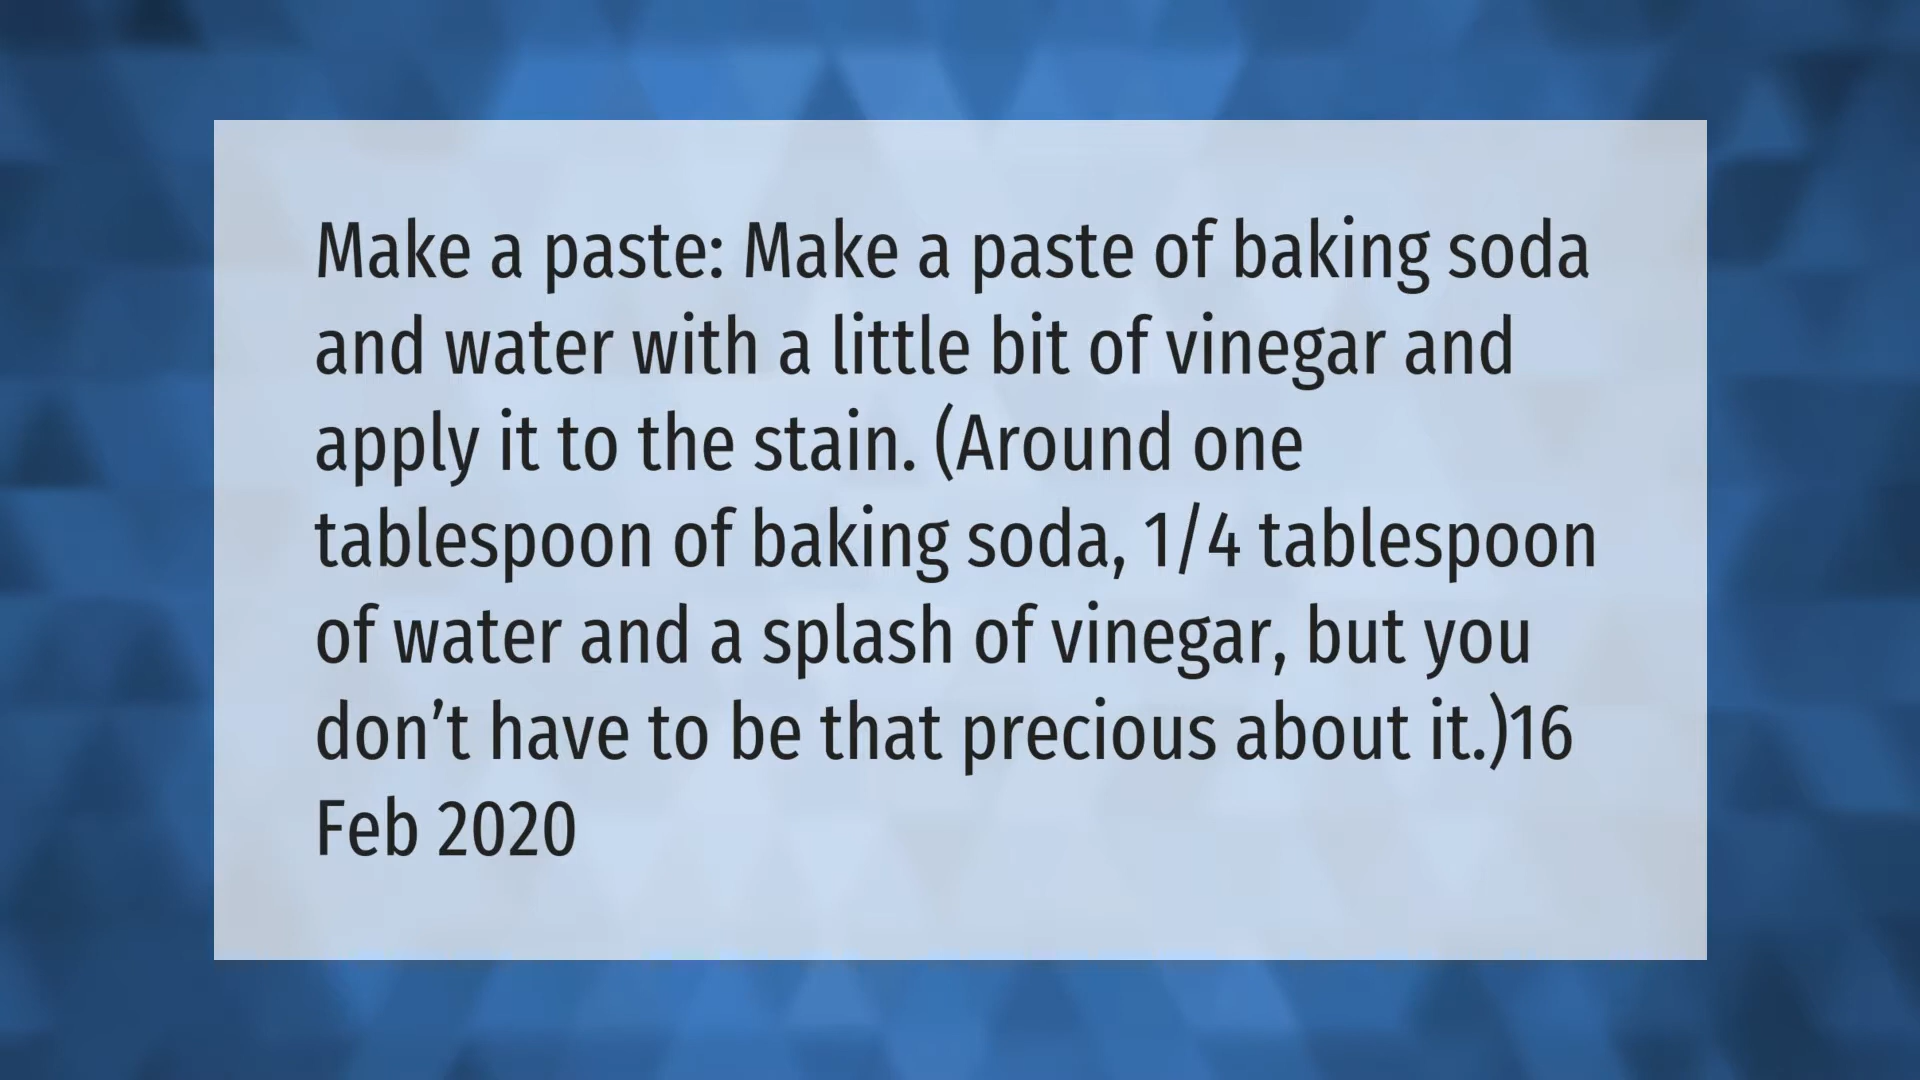 Make a paste: Make a paste of baking soda
and water with a little bit of vinegar and
apply it to the stain. (Around one
tablespoon of baking soda, 1/4 tablespoon
of water and a splash of vinegar, but you
don’t have to be that precious about it.)16
Feb 2020